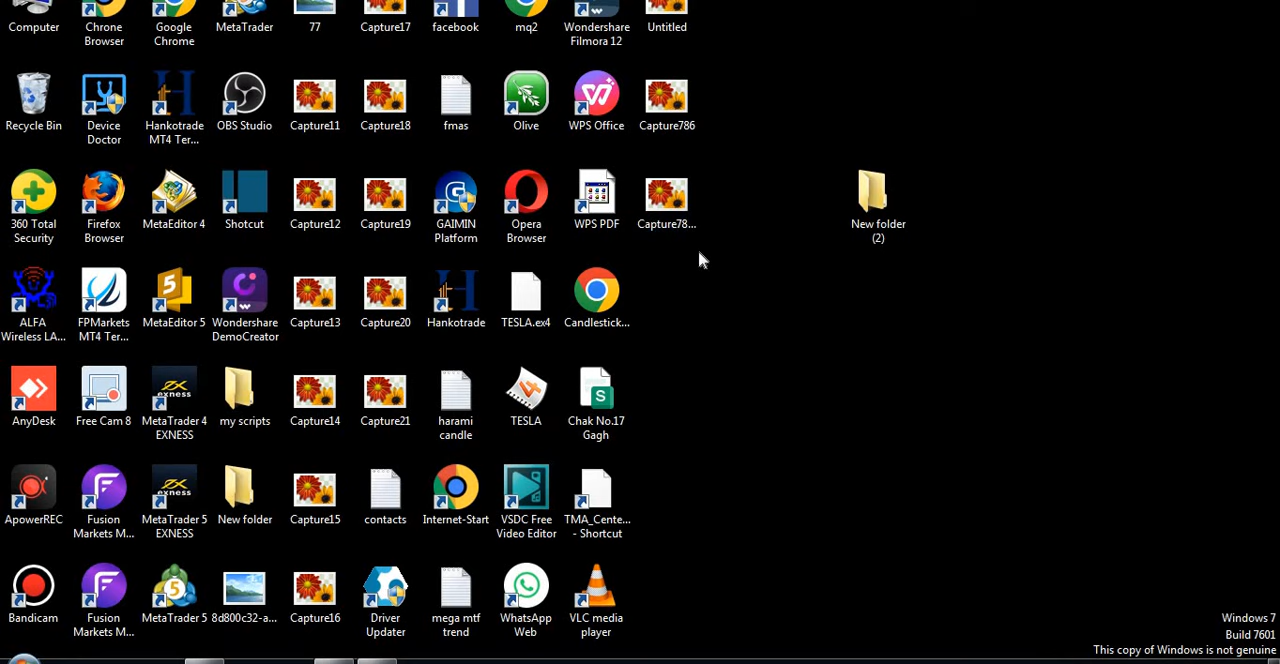 Computer
Chrome
Browser
Google
Chrome
MetaTrader
77
Capture17
facebook
mq2
Wondershare
Filmora 12
Untitled
Recycle Bin
Device
Doctor
Hankotrade
MT4 Ter...
OBS Studio
Capture11
Capture18
fmas
Olive
WPS Office
Capture786
360 Total
Security
Firefox
Browser
MetaEditor 4
Shotcut
Capture12
Capture19
GAIMIN
Platform
Opera
Browser
WPS PDF
Capture78...
New folder
(2)
ALFA
Wireless LA...
FPMarkets
MT4 Ter...
MetaEditor 5
Wondershare
DemoCreator
Capture13
Capture20
Hankotrade
TESLA.ex4
Candlestick...
AnyDesk
Free Cam 8
exness
MetaTrader 4
EXNESS
my scripts
Capture14
Capture21
harami
candle
TESLA
Chak No.17
Gagh
ApowerREC
Fusion
Markets M...
exness
MetaTrader 5
EXNESS
New folder
Capture15
contacts
Internet-Start
VSDC Free
Video Editor
TMA_Cente...
- Shortcut
Bandicam
Fusion
Markets M...
MetaTrader 5
8d800c32-a...
Capture16
Driver
Updater
mega mtf
trend
WhatsApp
Web
VLC media
player
Windows 7
Build 7601
This copy of Windows is not genuine